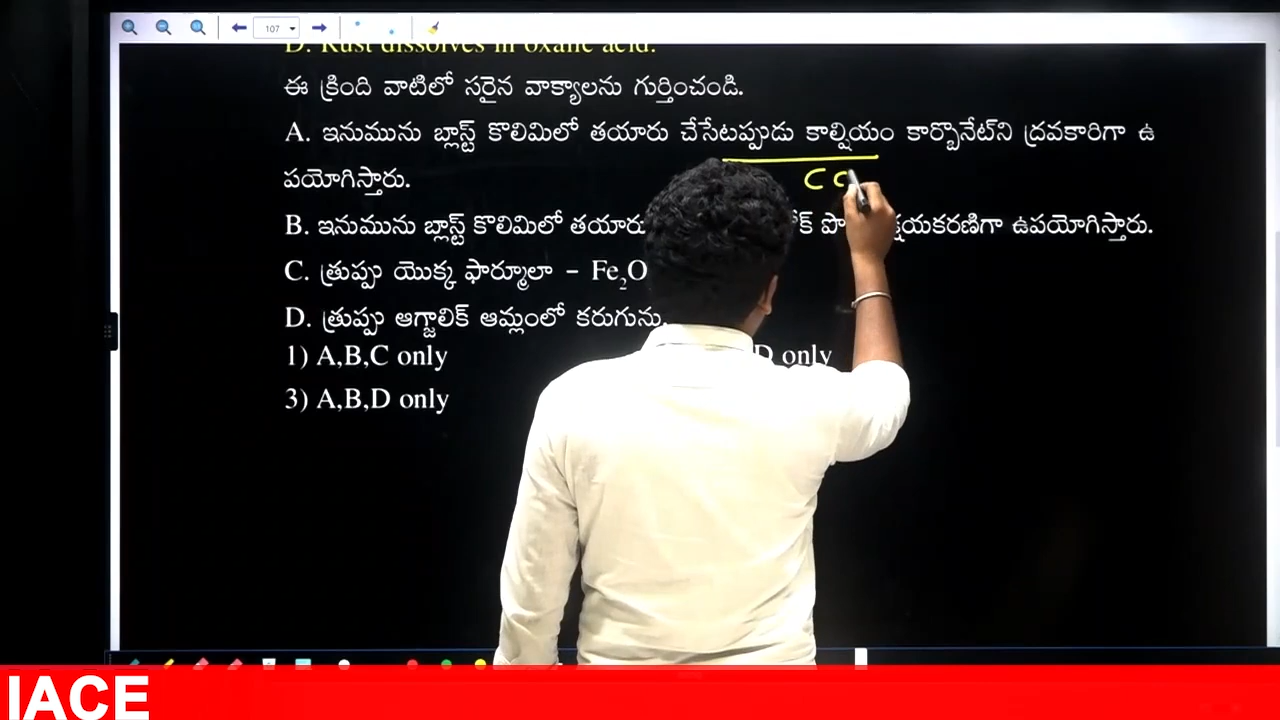 107
D. Rust dissolves in oxalic acid.
ఈ క్రింది వాటిలో సరైన వాక్యాలను గుర్తించండి.
A. ఇనుమును బ్లాస్ట్ కొలిమిలో తయారు చేసేటప్పుడు కాల్షియం కార్బొనేట్‌ని ద్రవకారిగా ఉ
పయోగిస్తారు.
B. ఇనుమును బ్లాస్ట్ కొలిమిలో తయారు ఉపయోగిస్తారు.
C. త్రుప్పు యొక్క ఫార్మూలా – Fe₂O
D. త్రుప్పు ఆగ్జాలిక్ ఆమ్లంలో కరుగును.
1) A,B,C only
D only
3) A,B,D only
IACE